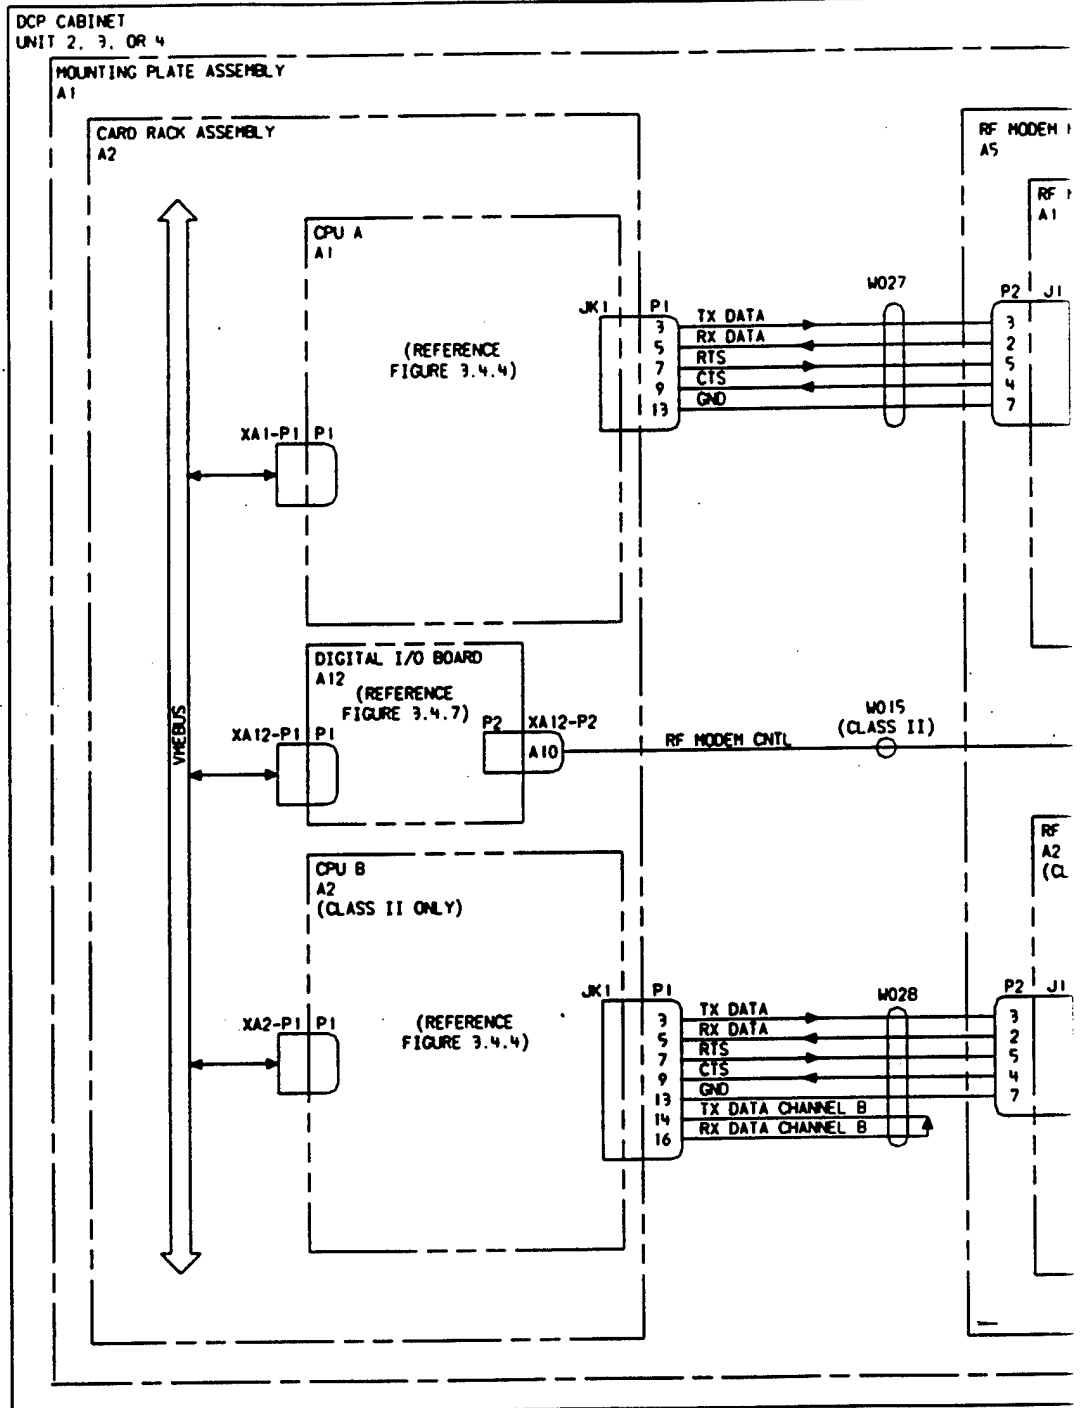 DCP CABINET
UNIT 2, 3, OR 4
MOUNTING PLATE ASSEMBLY
A1
CARD RACK ASSEMBLY
A2
RF MODEM
A5
RF
A1
CPU A
A1
(REFERENCE
FIGURE 3.4.4)
JK1 P1
3 TX DATA
5 RX DATA
7 RTS
9 CTS
13 GND
W027
P2 J1
3
2
5
4
7
XA1-P1 P1
VMEBUS
DIGITAL I/O BOARD
A12
(REFERENCE
FIGURE 3.4.7)
P2 XA12-P2
A10
RF MODEM CNTL
W015
(CLASS II)
XA12-P1 P1
CPU B
A2
(CLASS II ONLY)
RF
A2
(CL
(REFERENCE
FIGURE 3.4.4)
JK1 P1
3 TX DATA
5 RX DATA
7 RTS
9 CTS
13 GND
14 TX DATA CHANNEL B
16 RX DATA CHANNEL B
W028
P2 J1
3
2
5
4
7
XA2-P1 P1